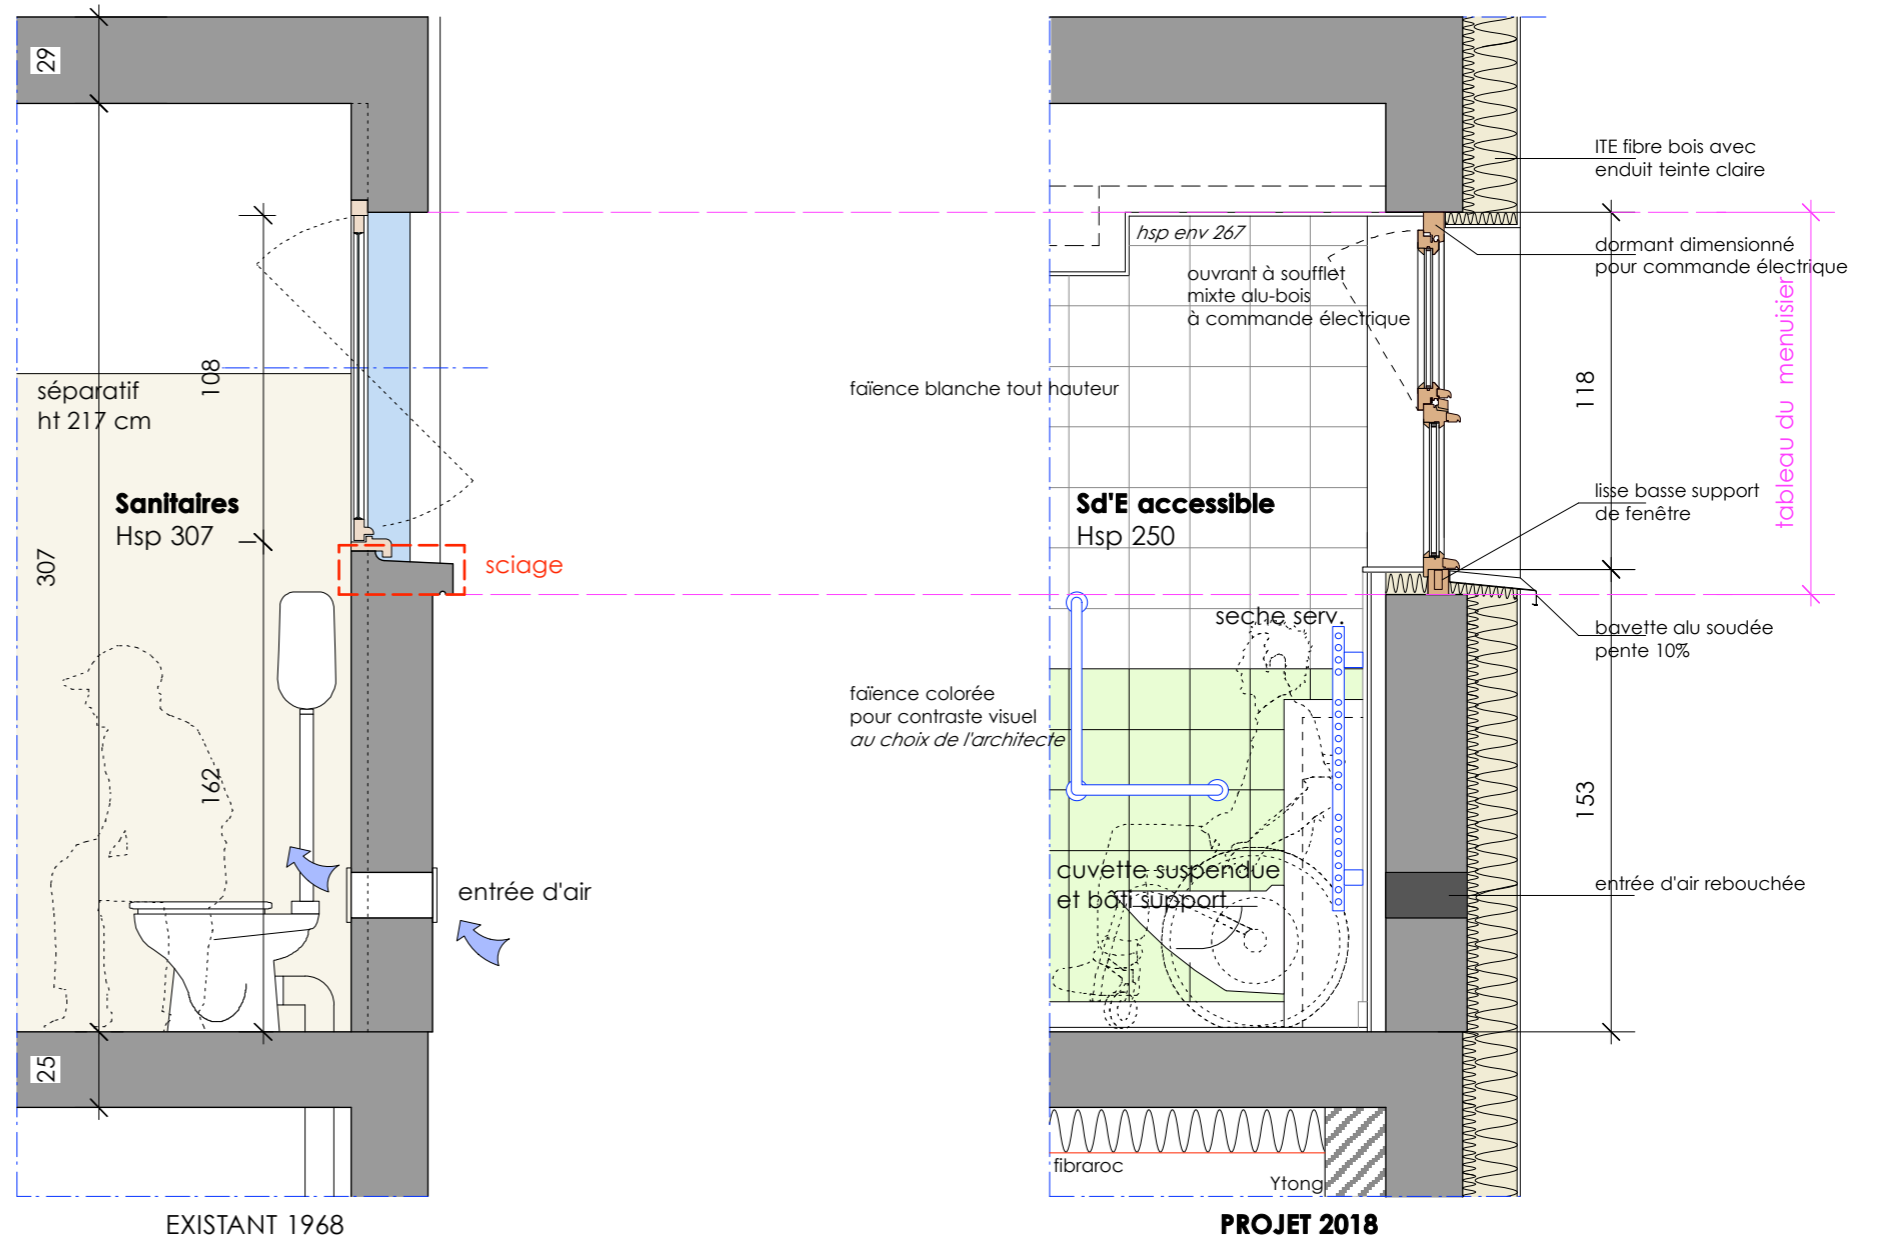 29
séparatif
ht 217 cm
108
Sanitaires
Hsp 307
307
sciage
162
entrée d'air
25
EXISTANT 1968
ITE fibre bois avec
enduit teinte claire
hsp env 267
dormant dimensionné
pour commande électrique
ouvrant à soufflet
mixte alu-bois
à commande électrique
tableau du menuisier
118
faïence blanche tout hauteur
Sd'E accessible
Hsp 250
lisse basse support
de fenêtre
seche serv.
bavette alu soudée
pente 10%
faïence colorée
pour contraste visuel
au choix de l'architecte
153
cuvette suspendue
et bâti support
entrée d'air rebouchée
fibraroc
Ytong
PROJET 2018